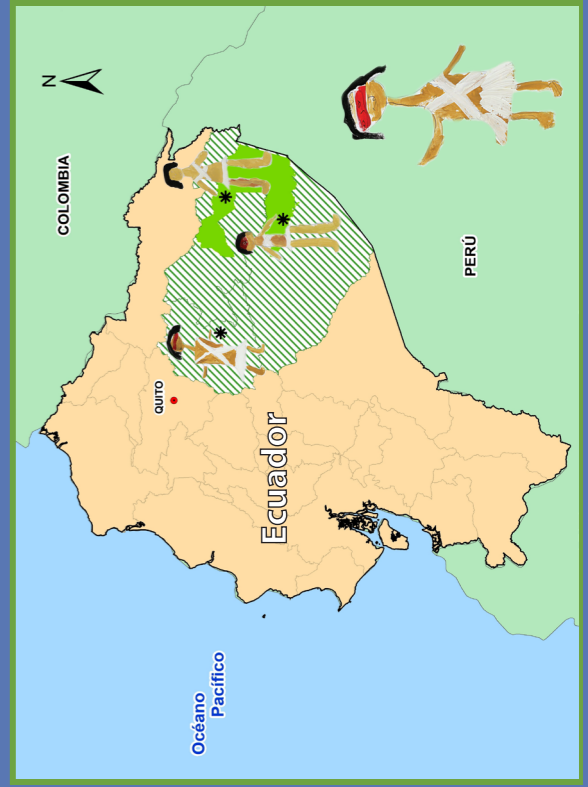 N
COLOMBIA
QUITO
Ecuador
PERÚ
Océano
Pacífico